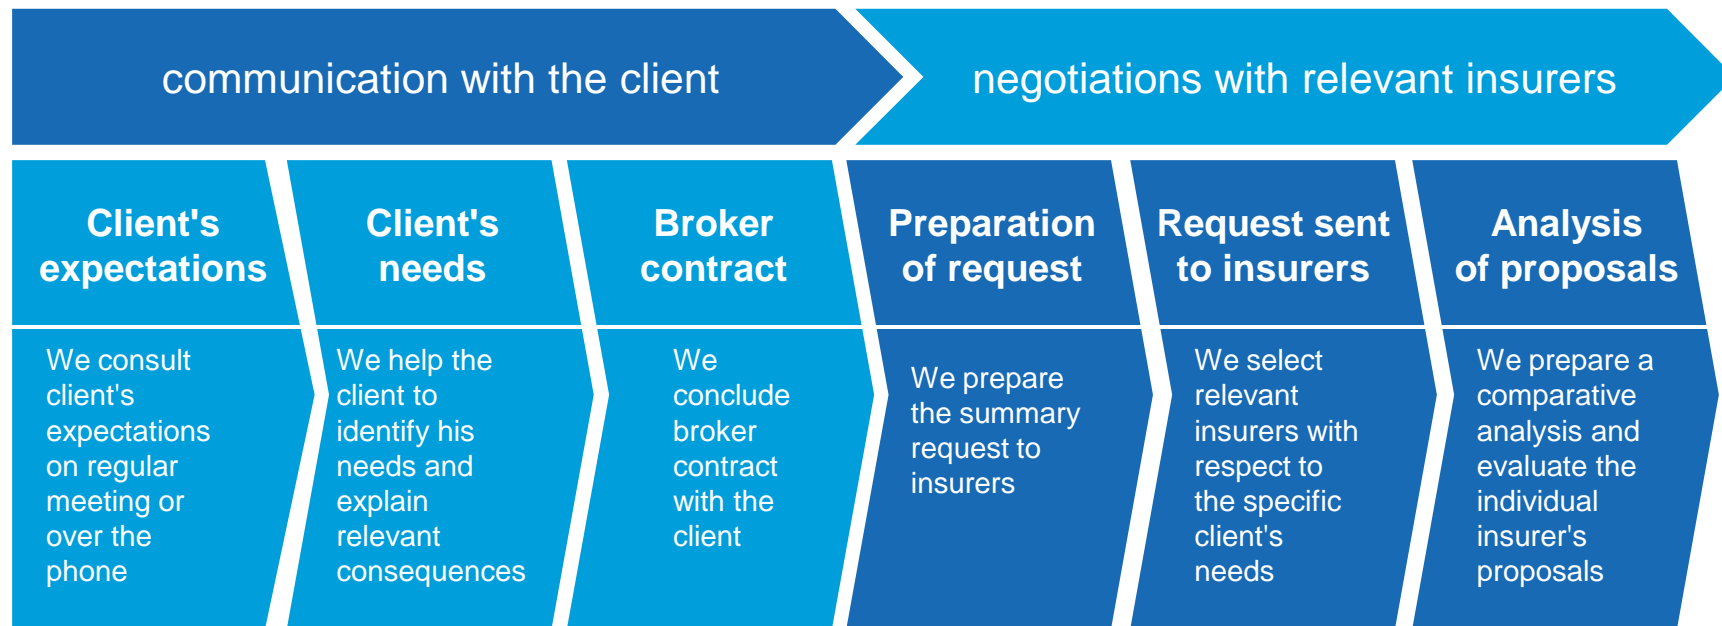 communication with the client
negotiations with relevant insurers
Client's
expectations
Client's
needs
Broker
contract
Preparation
of request
Request sent
to insurers
Analysis
of proposals
We consult
client's
expectations
on regular
meeting or
over the
phone
We help the
client to
identify his
needs and
explain
relevant
consequences
We
conclude
broker
contract
with the
client
We prepare
the summary
request to
insurers
We select
relevant
insurers with
respect to
the specific
client's
needs
We prepare a
comparative
analysis and
evaluate the
individual
insurer's
proposals